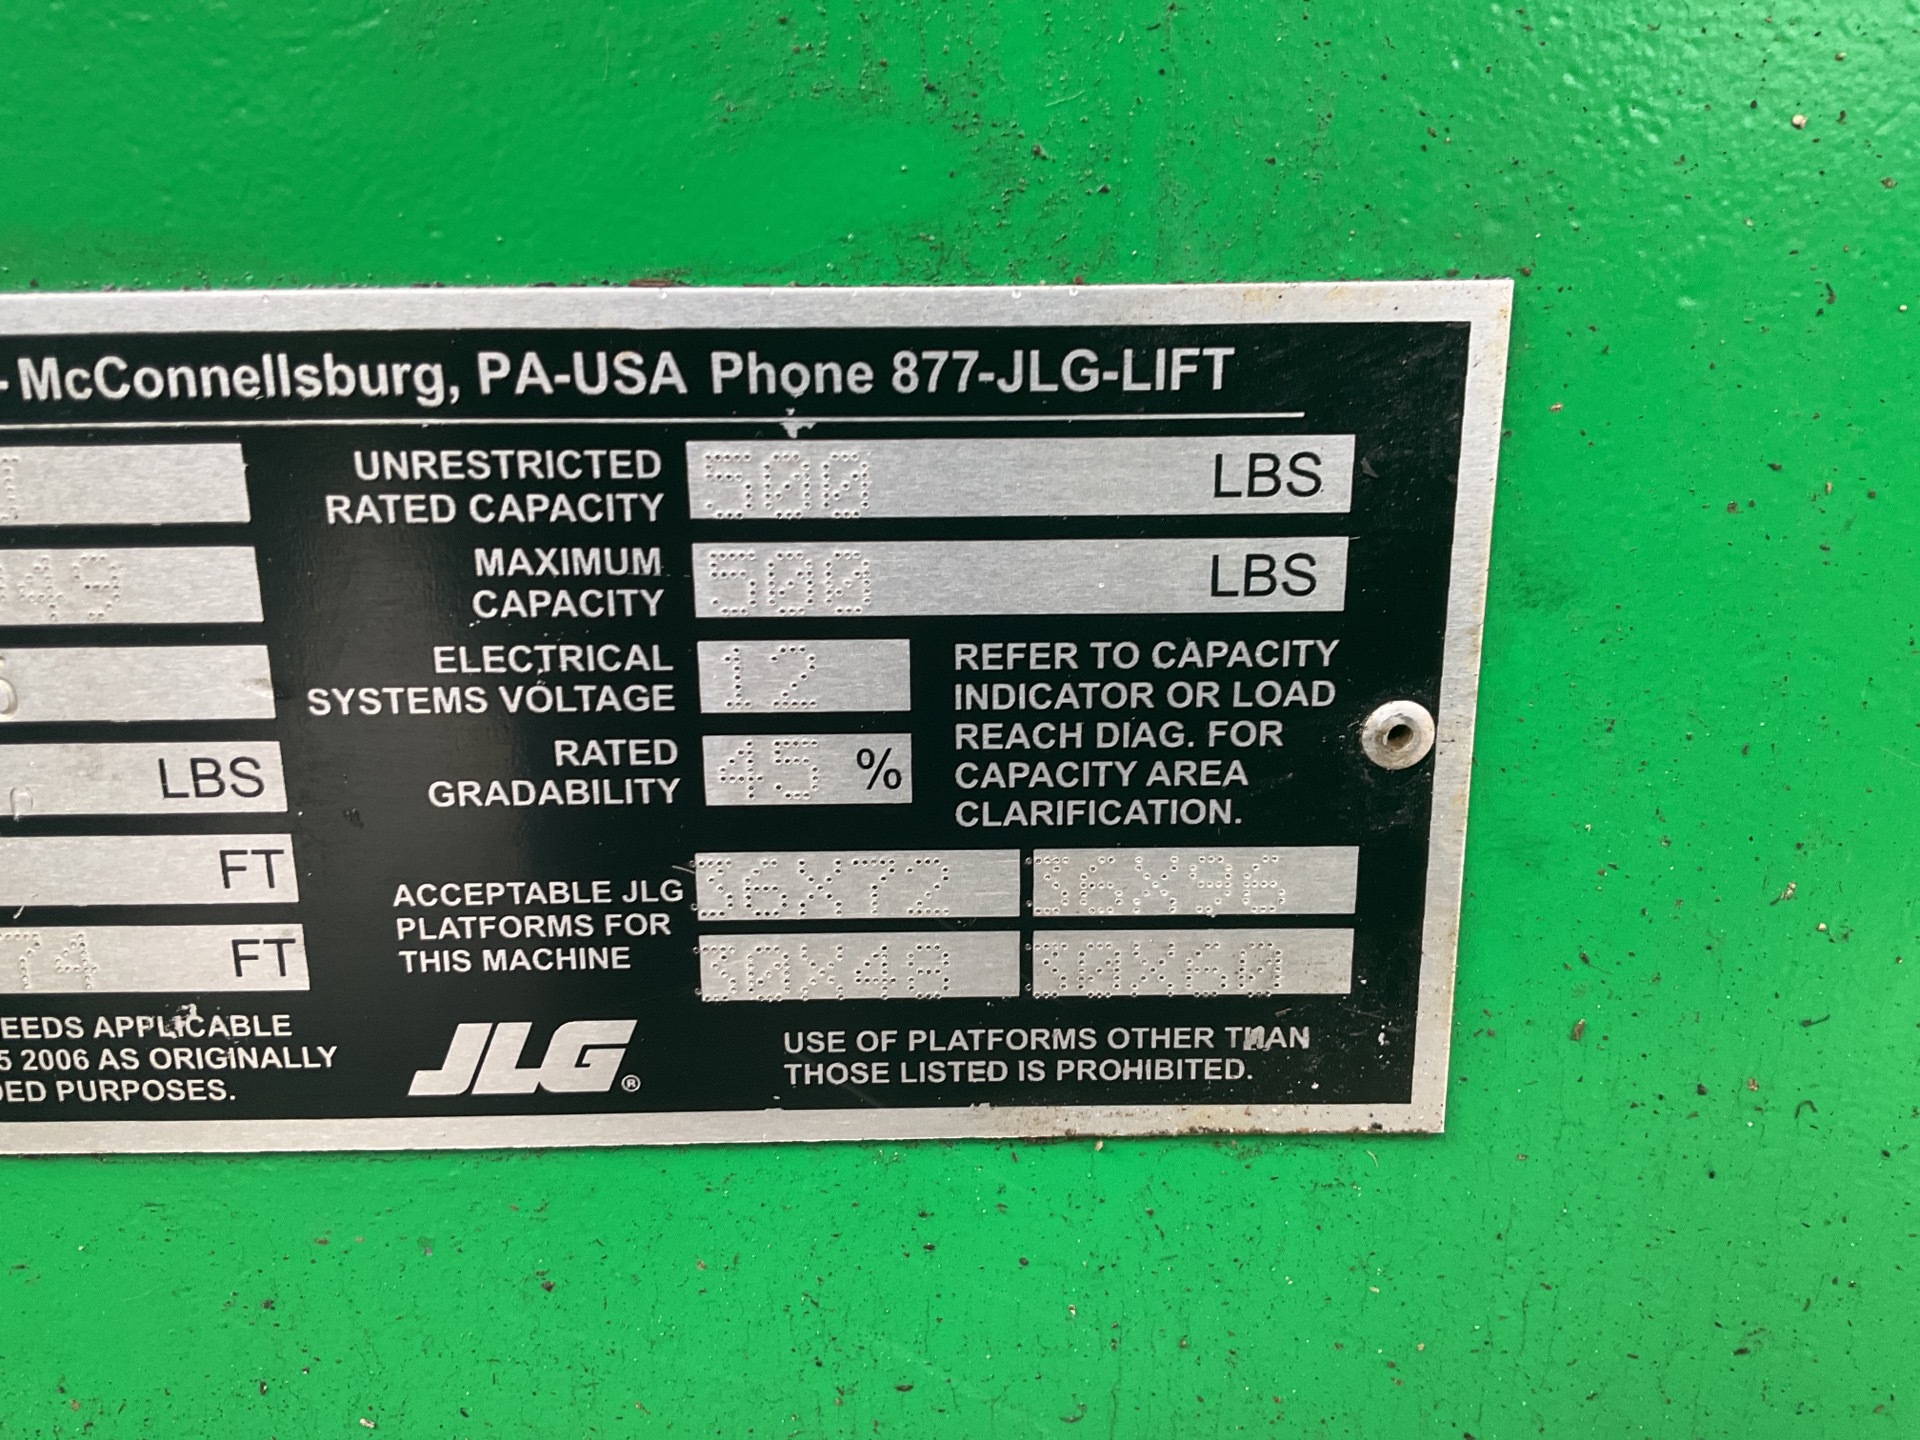 - McConnellsburg, PA-USA Phone 877-JLG-LIFT
UNRESTRICTED
RATED CAPACITY
500 LBS
49
MAXIMUM
CAPACITY
500 LBS
ELECTRICAL
SYSTEMS VOLTAGE
12
REFER TO CAPACITY
INDICATOR OR LOAD
REACH DIAG. FOR
CAPACITY AREA
CLARIFICATION.
LBS
RATED
GRADABILITY
45 %
FT
74 FT
ACCEPTABLE JLG
PLATFORMS FOR
THIS MACHINE
36X72 36X96
30X48 30X60
EEDS APPLICABLE
5 2006 AS ORIGINALLY
DED PURPOSES.
JLG®
USE OF PLATFORMS OTHER THAN
THOSE LISTED IS PROHIBITED.